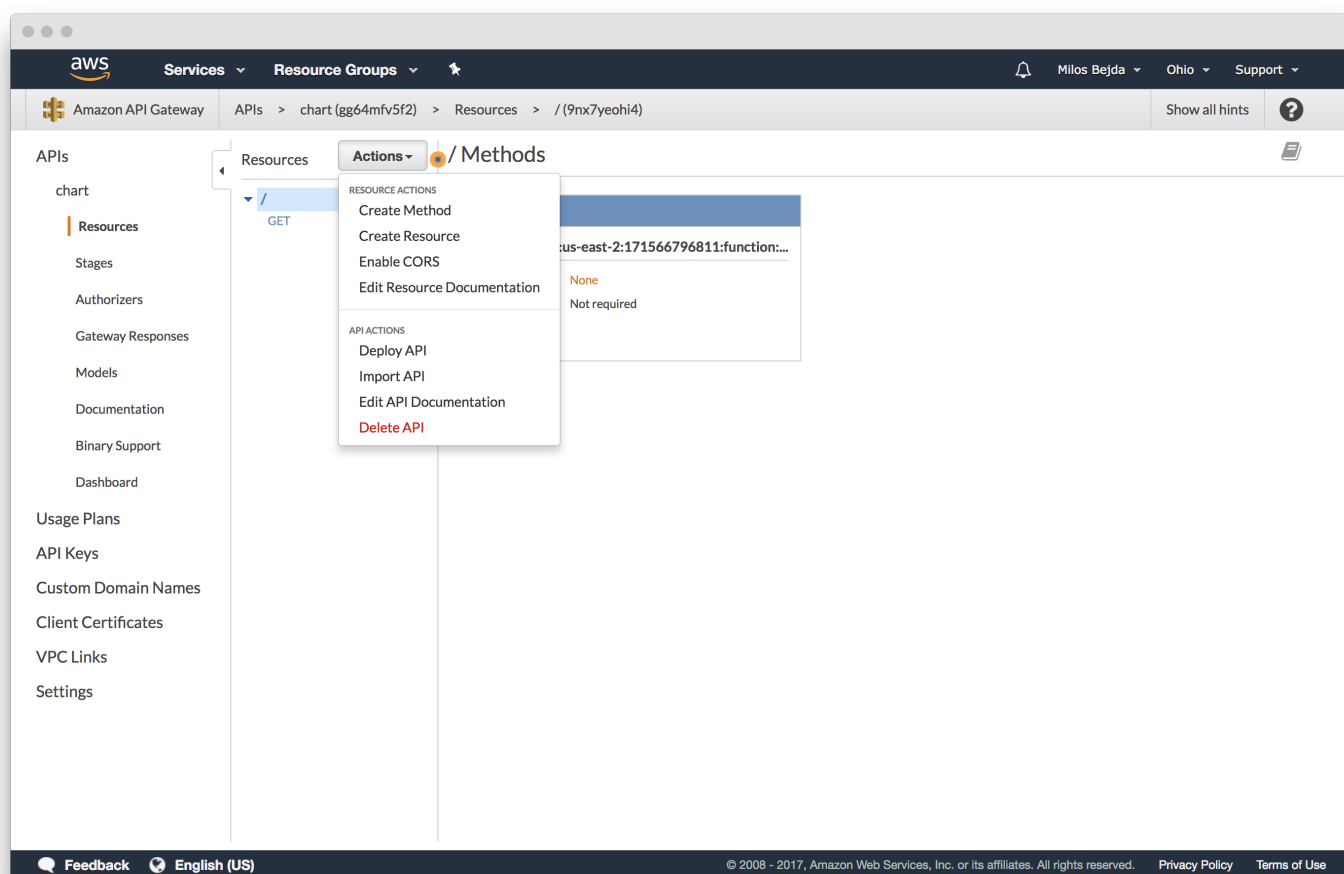 aws
Services
Resource Groups
Milos Bejda
Ohio
Support
Amazon API Gateway
APIs > chart (gg64mfv5f2) > Resources > / (9nx7yeohi4)
Show all hints
?
APIs
chart
Resources
Stages
Authorizers
Gateway Responses
Models
Documentation
Binary Support
Dashboard
Usage Plans
API Keys
Custom Domain Names
Client Certificates
VPC Links
Settings
Resources
Actions
/
GET
RESOURCE ACTIONS
Create Method
Create Resource
Enable CORS
Edit Resource Documentation
API ACTIONS
Deploy API
Import API
Edit API Documentation
Delete API
/ Methods
:us-east-2:171566796811:function:...
None
Not required
Feedback
English (US)
© 2008 - 2017, Amazon Web Services, Inc. or its affiliates. All rights reserved.
Privacy Policy
Terms of Use